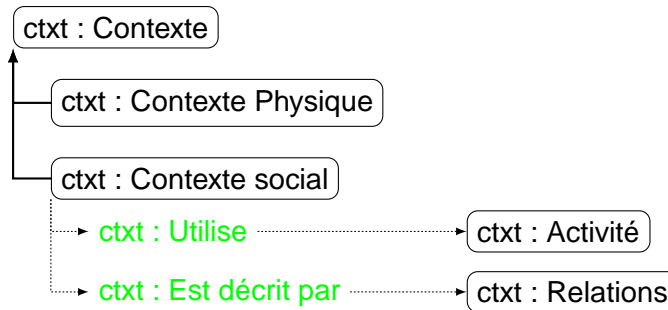 ctxt : Contexte
ctxt : Contexte Physique
ctxt : Contexte social
ctxt : Utilise ctxt : Activité
ctxt : Est décrit par ctxt : Relations